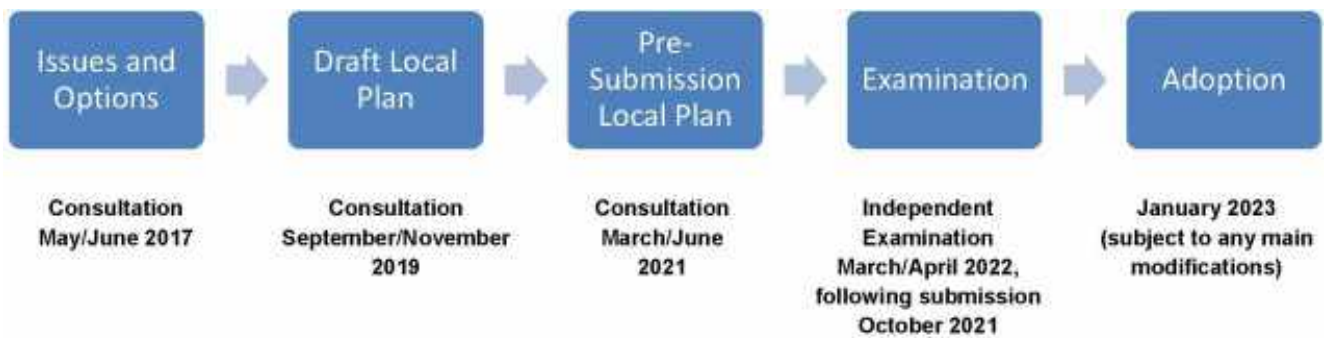 Issues and
Options
Draft Local
Plan
Pre-
Submission
Local Plan
Examination
Adoption
Consultation
May/June 2017
Consultation
September/November
2019
Consultation
March/June
2021
Independent
Examination
March/April 2022,
following submission
October 2021
January 2023
(subject to any main
modifications)